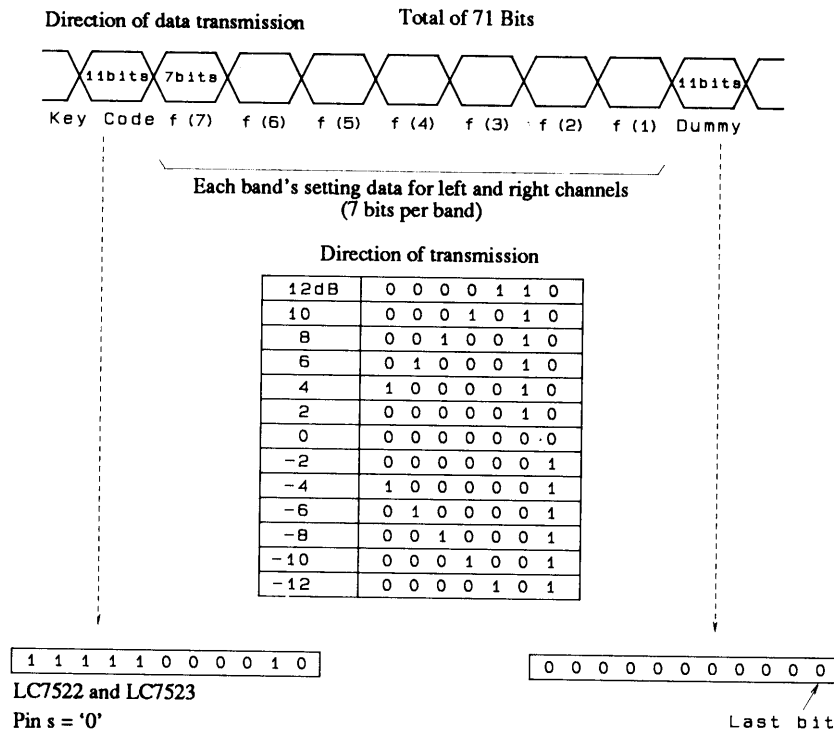 Direction of data transmission Total of 71 Bits
11bits 7bits 11bits
Key Code f (7) f (6) f (5) f (4) f (3) f (2) f (1) Dummy
Each band's setting data for left and right channels
(7 bits per band)
Direction of transmission
12dB 0 0 0 0 1 1 0
10 0 0 0 1 0 1 0
8 0 0 1 0 0 1 0
6 0 1 0 0 0 1 0
4 1 0 0 0 0 1 0
2 0 0 0 0 0 1 0
0 0 0 0 0 0 0 0
-2 0 0 0 0 0 0 1
-4 1 0 0 0 0 0 1
-6 0 1 0 0 0 0 1
-8 0 0 1 0 0 0 1
-10 0 0 0 1 0 0 1
-12 0 0 0 0 1 0 1
1 1 1 1 1 0 0 0 0 1 0 0 0 0 0 0 0 0 0 0 0 0
LC7522 and LC7523
Pin s = '0' Last bit